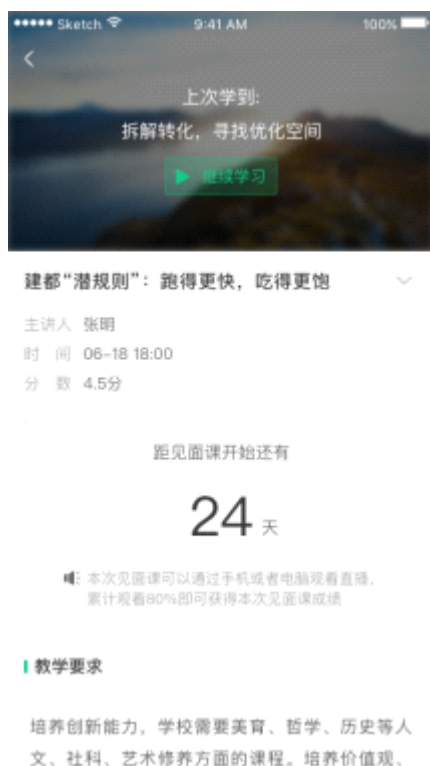 Sketch 9:41 AM 100%
上次学到:
拆解转化，寻找优化空间
继续学习
建都“潜规则”：跑得更快，吃得更饱
主讲人 张明
时 间 06-18 18:00
分 数 4.5分
距见面课开始还有
24 天
本次见面课可以通过手机或者电脑观看直播，
累计观看80%即可获得本次见面课成绩
教学要求
培养创新能力，学校需要美育、哲学、历史等人
文、社科、艺术修养方面的课程。培养价值观、